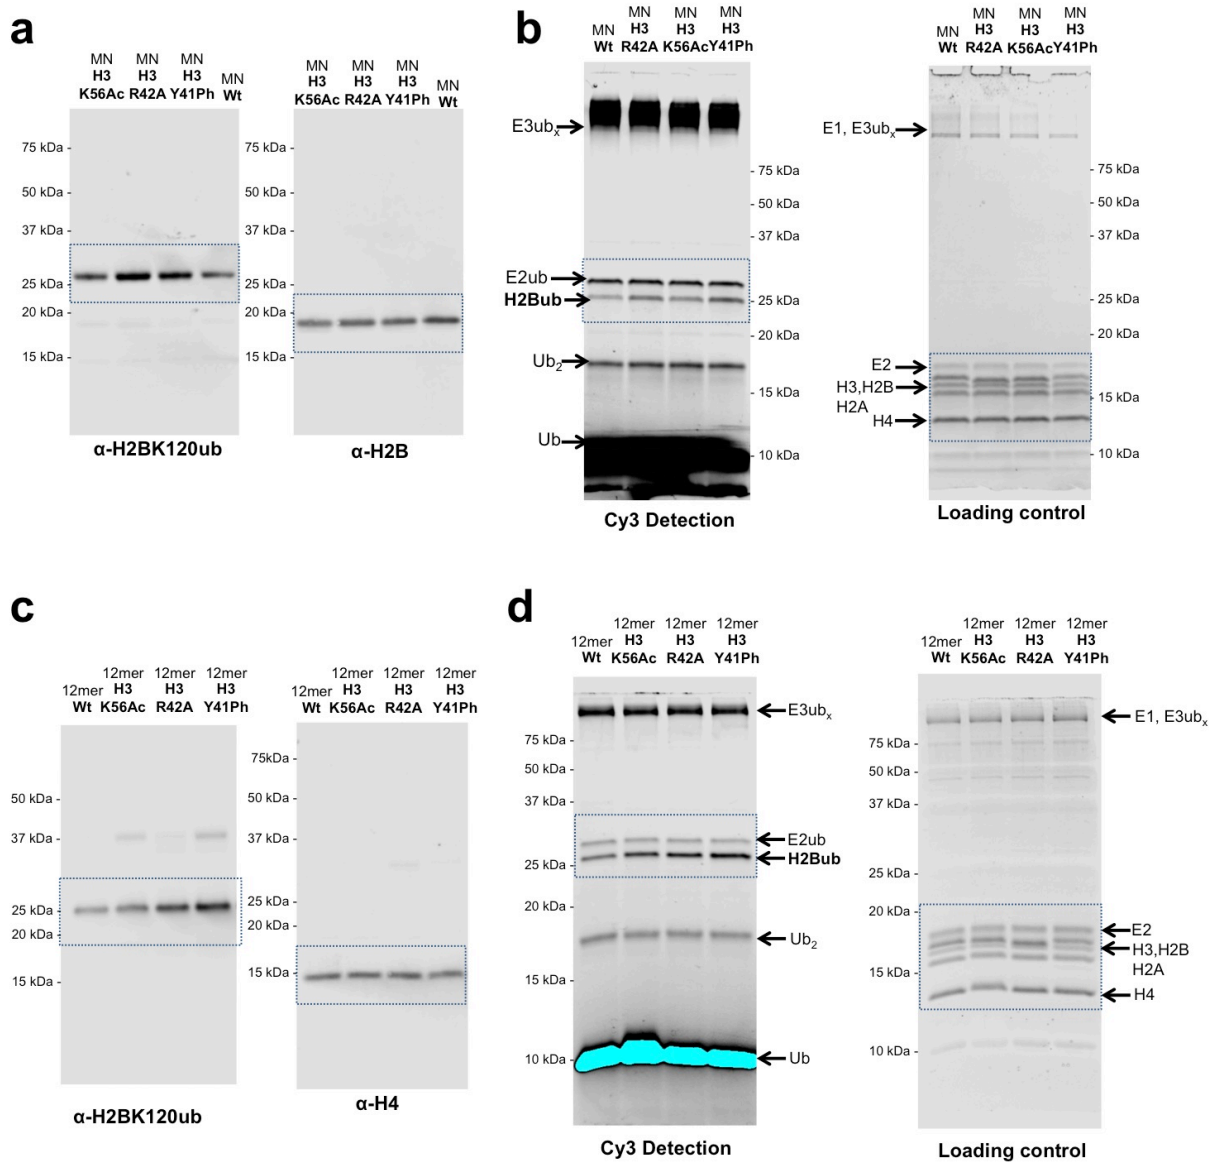 a
MN MN MN MN
H3 H3 H3 Wt
K56Ac R42A Y41Ph
75 kDa -
50 kDa -
37 kDa -
25 kDa -
20 kDa -
15 kDa -
α-H2BK120ub
MN MN MN MN
H3 H3 H3 Wt
K56Ac R42A Y41Ph
75 kDa -
50 kDa -
37 kDa -
25 kDa -
20 kDa -
15 kDa -
α-H2B
b
MN MN MN MN
Wt H3 H3 H3
R42A K56Ac Y41Ph
E3ubx
E2ub
H2Bub
Ub2
Ub
- 75 kDa
- 50 kDa
- 37 kDa
- 25 kDa
- 20 kDa
- 15 kDa
- 10 kDa
Cy3 Detection
MN MN MN MN
Wt H3 H3 H3
R42A K56Ac Y41Ph
E1, E3ubx
E2
H3,H2B
H2A
H4
- 75 kDa
- 50 kDa
- 37 kDa
- 25 kDa
- 20 kDa
- 15 kDa
- 10 kDa
Loading control
c
12mer 12mer 12mer 12mer
Wt H3 H3 H3
K56Ac R42A Y41Ph
50 kDa -
37 kDa -
25 kDa -
20 kDa -
15 kDa -
α-H2BK120ub
12mer 12mer 12mer 12mer
Wt H3 H3 H3
K56Ac R42A Y41Ph
75kDa -
50 kDa -
37 kDa -
25 kDa -
20 kDa -
15 kDa -
α-H4
d
12mer 12mer 12mer 12mer
Wt H3 H3 H3
K56Ac R42A Y41Ph
75 kDa -
50 kDa -
37 kDa -
25 kDa -
20 kDa -
15 kDa -
10 kDa -
E3ubx
E2ub
H2Bub
Ub2
Ub
Cy3 Detection
12mer 12mer 12mer 12mer
Wt H3 H3 H3
K56Ac R42A Y41Ph
75 kDa -
50 kDa -
37 kDa -
25 kDa -
20 kDa -
15 kDa -
10 kDa -
E1, E3ubx
E2
H3,H2B
H2A
H4
Loading control